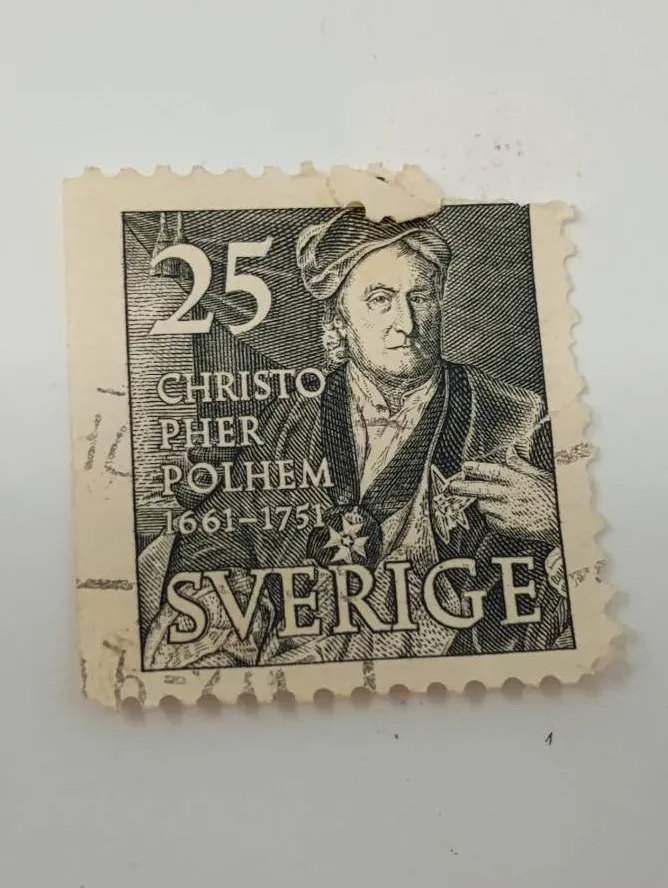 25
CHRISTO
PHER
POLHEM
1661-1751
SVERIGE